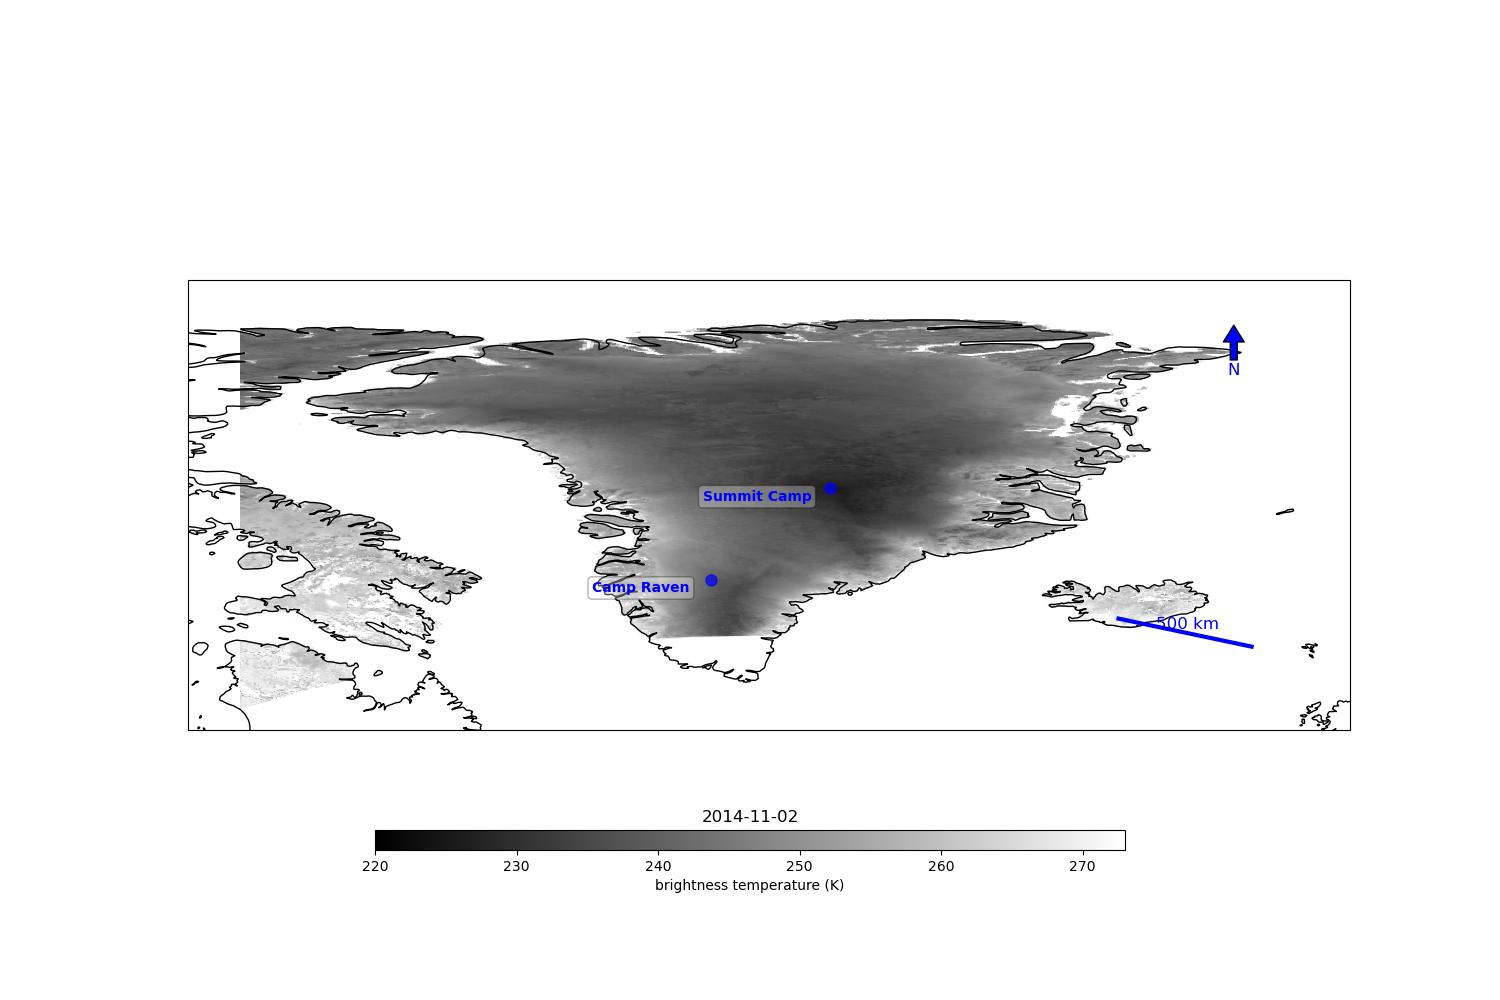 N
Summit Camp
Camp Raven
500 km
2014-11-02
220 230 240 250 260 270
brightness temperature (K)